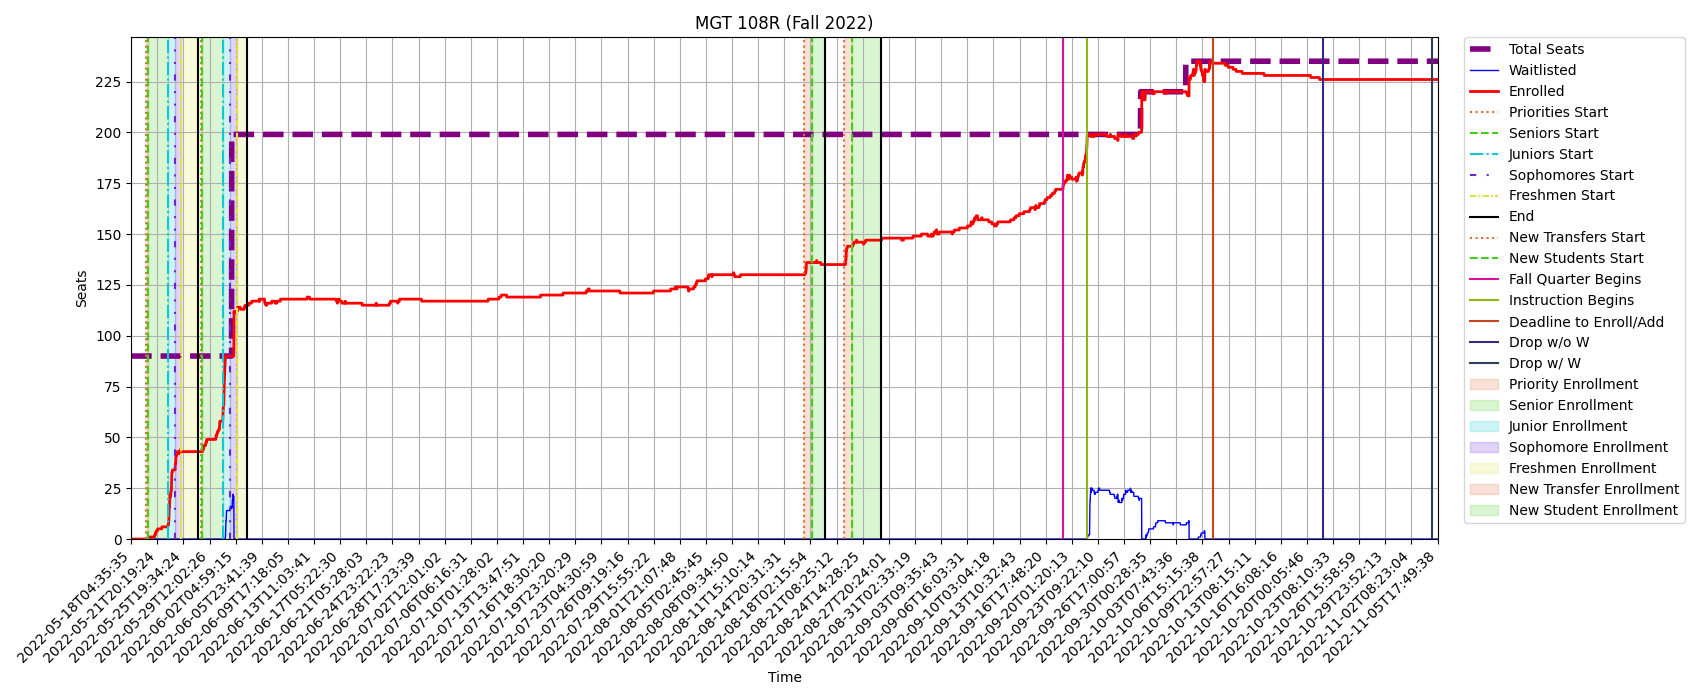 MGT 108R (Fall 2022)
Seats
225
200
175
150
125
100
75
50
25
0
2022-05-18T04:35:35
2022-05-21T20:19:24
2022-05-25T19:34:24
2022-05-29T12:02:26
2022-06-02T04:59:15
2022-06-05T23:41:39
2022-06-09T17:18:05
2022-06-13T11:03:41
2022-06-17T05:22:30
2022-06-21T05:28:03
2022-06-24T23:22:23
2022-06-28T17:23:39
2022-07-02T12:01:02
2022-07-06T06:16:31
2022-07-10T01:28:02
2022-07-13T13:47:51
2022-07-16T18:30:20
2022-07-19T23:20:29
2022-07-23T04:30:59
2022-07-26T09:19:16
2022-07-29T15:55:22
2022-08-01T21:07:48
2022-08-05T02:45:45
2022-08-08T09:34:50
2022-08-11T15:10:14
2022-08-14T20:31:31
2022-08-18T02:15:54
2022-08-21T08:25:12
2022-08-24T14:28:25
2022-08-27T20:24:01
2022-08-31T02:33:19
2022-09-03T09:35:43
2022-09-06T16:03:31
2022-09-10T03:04:18
2022-09-13T10:32:43
2022-09-16T17:48:20
2022-09-20T01:20:13
2022-09-23T09:22:10
2022-09-26T17:00:57
2022-09-30T00:28:35
2022-10-03T07:43:36
2022-10-06T15:15:38
2022-10-09T22:57:27
2022-10-13T08:15:11
2022-10-16T16:08:16
2022-10-20T00:05:46
2022-10-23T08:10:33
2022-10-26T15:58:59
2022-10-29T23:52:13
2022-11-02T08:23:04
2022-11-05T17:49:38
Time
Total Seats
Waitlisted
Enrolled
Priorities Start
Seniors Start
Juniors Start
Sophomores Start
Freshmen Start
End
New Transfers Start
New Students Start
Fall Quarter Begins
Instruction Begins
Deadline to Enroll/Add
Drop w/o W
Drop w/ W
Priority Enrollment
Senior Enrollment
Junior Enrollment
Sophomore Enrollment
Freshmen Enrollment
New Transfer Enrollment
New Student Enrollment